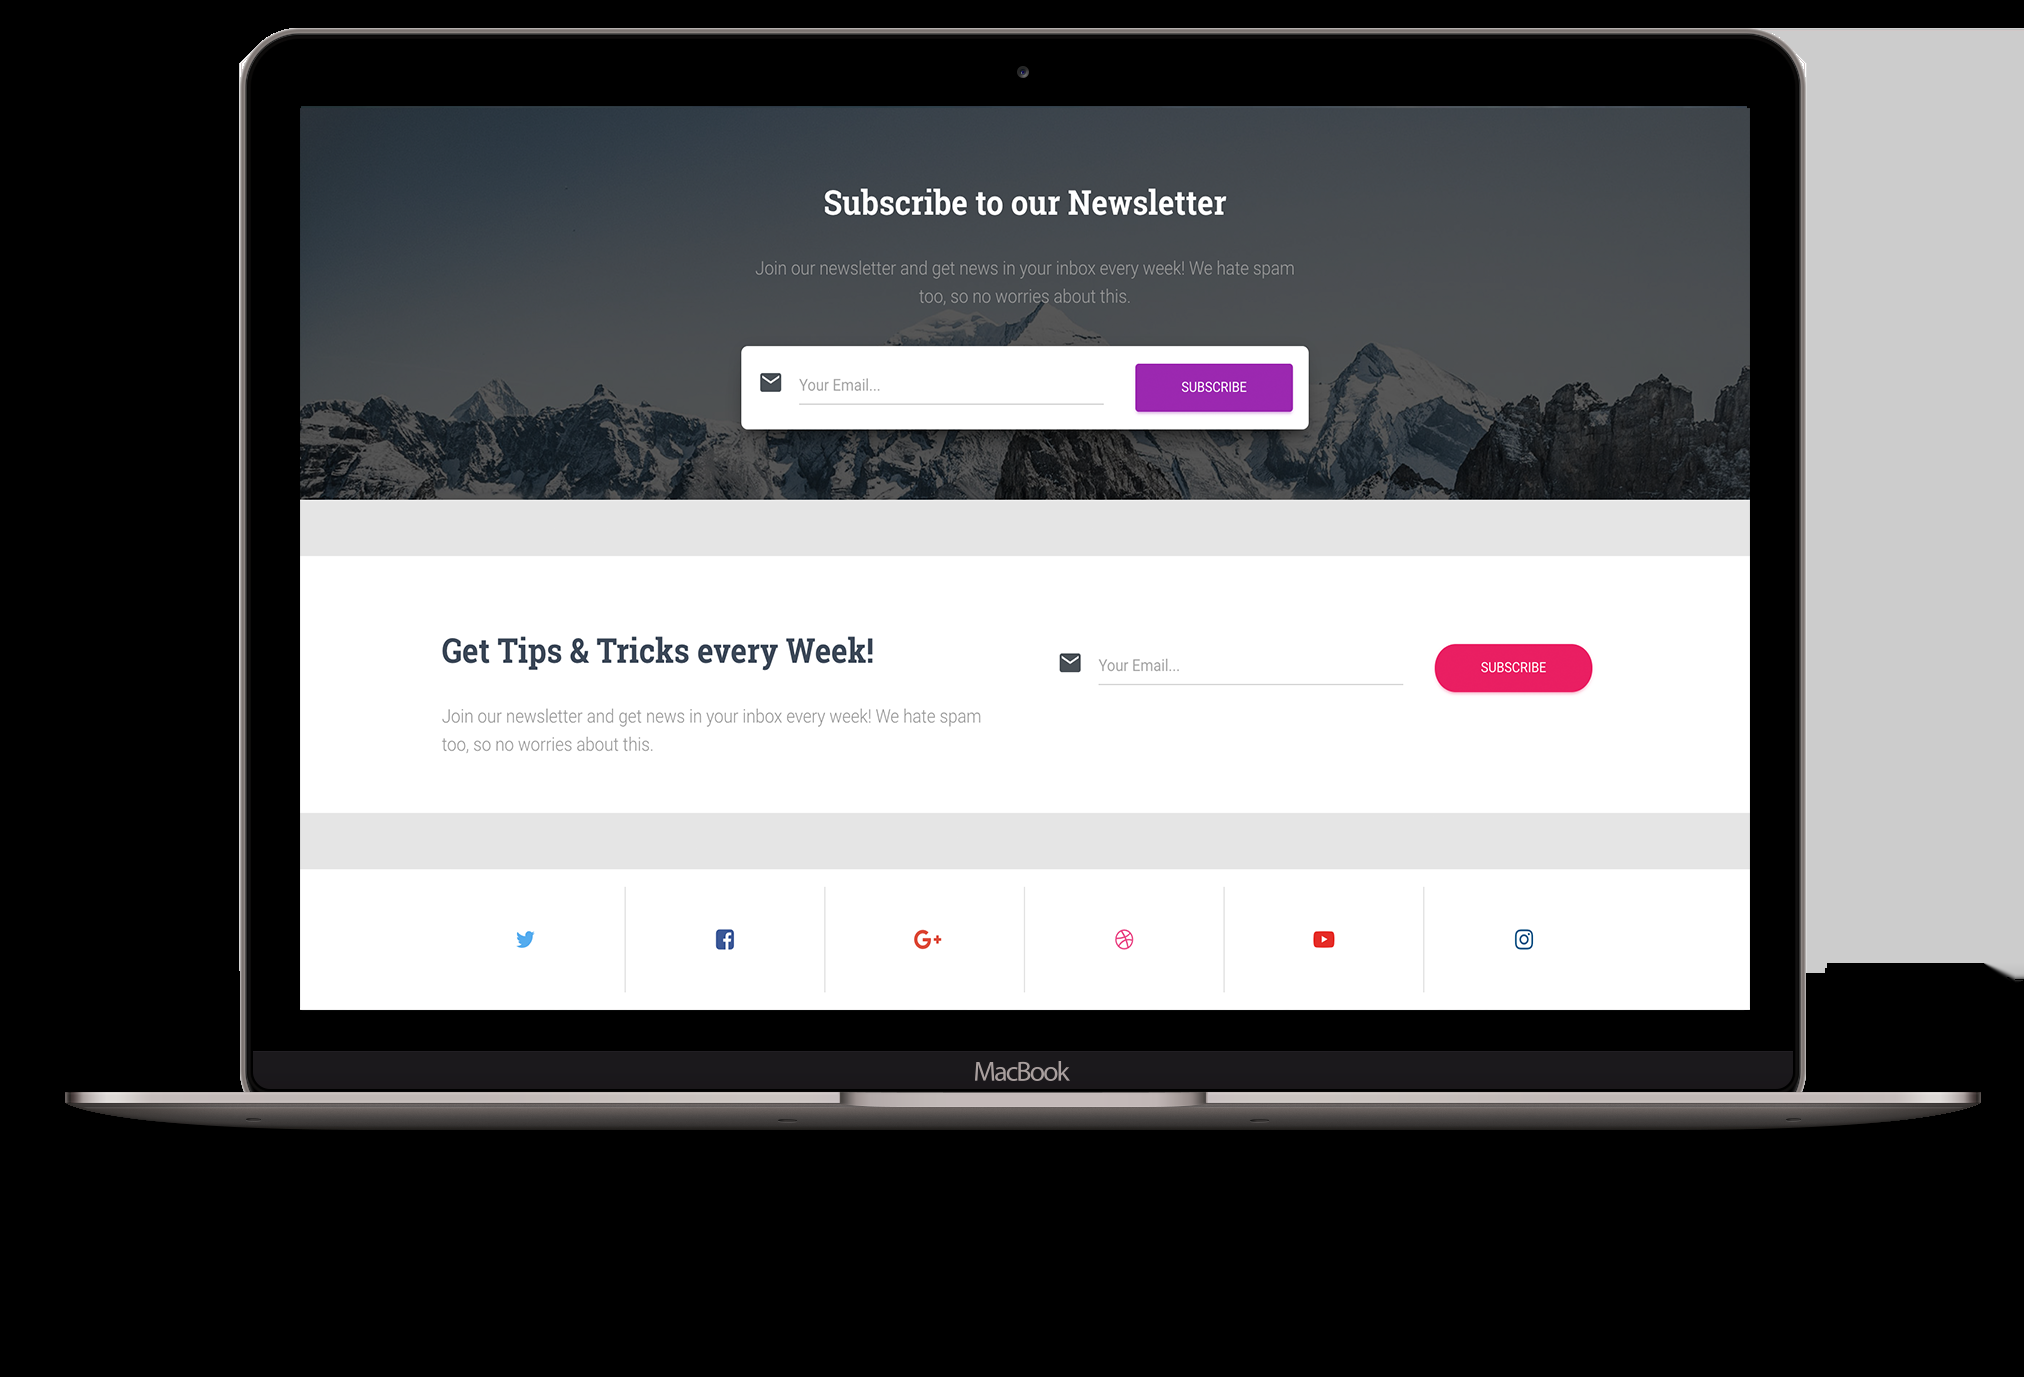 Subscribe to our Newsletter
Join our newsletter and get news in your inbox every week! We hate spam
too, so no worries about this.
Your Email...
SUBSCRIBE
Get Tips & Tricks every Week!
Your Email...
SUBSCRIBE
Join our newsletter and get news in your inbox every week! We hate spam
too, so no worries about this.
G+
MacBook